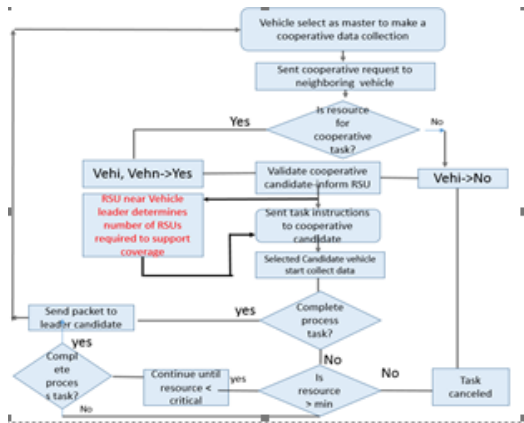 Vehicle select as master to make a
cooperative data collection
Sent cooperative request to
neighboring vehicle
Is resource
for
cooperative
task?
Yes
No
Vehi, Vehn->Yes
Validate cooperative
candidate inform RSU
Vehi->No
RSU near Vehicle
leader determines
number of RSUs
required to support
coverage
Sent task instructions
to cooperative
candidate
Selected Candidate vehicle
start collect data
Send packet to
leader candidate
yes
Complete
process
task?
yes
No
Compl
ete
proces
s task?
Continue until
resource <
critical
yes
Is
resource
> min
No
Task
canceled
No